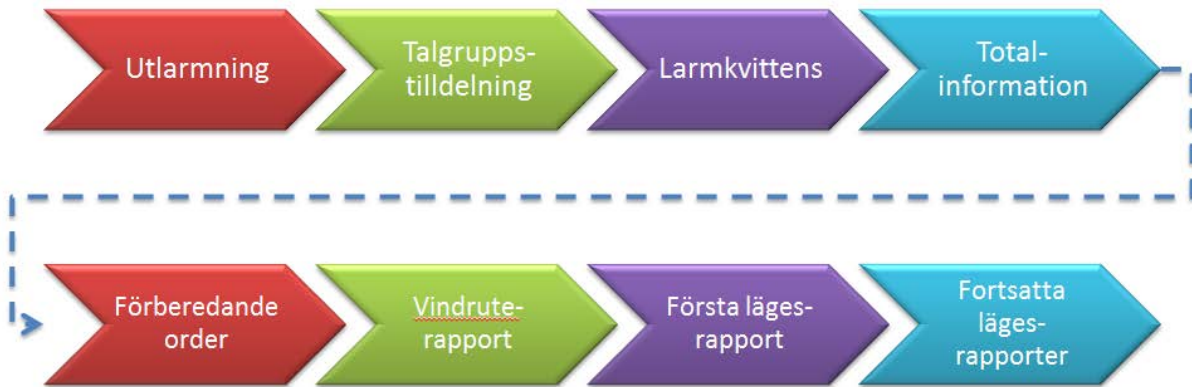 Utlarmning
Talgrupps-
tilldelning
Larmkvittens
Total-
information
Förberedande
order
Vindrute-
rapport
Första läges-
rapport
Fortsatta
läges-
rapporter